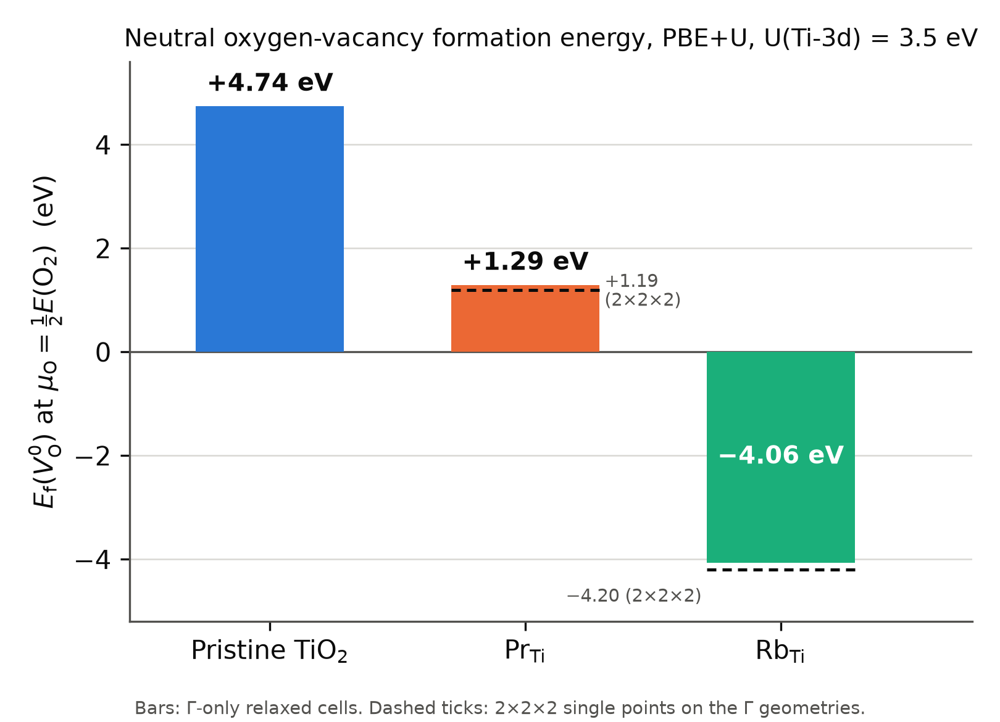 Neutral oxygen-vacancy formation energy, PBE+U, U(Ti-3d) = 3.5 eV
+4.74 eV
4
2
+1.29 eV
+1.19
(2×2×2)
0
−2
−4.06 eV
−4
−4.20 (2×2×2)
E_f(V_O^0) at μ_O = ½E(O₂) (eV)
Pristine TiO₂
Pr_Ti
Rb_Ti
Bars: Γ-only relaxed cells. Dashed ticks: 2×2×2 single points on the Γ geometries.